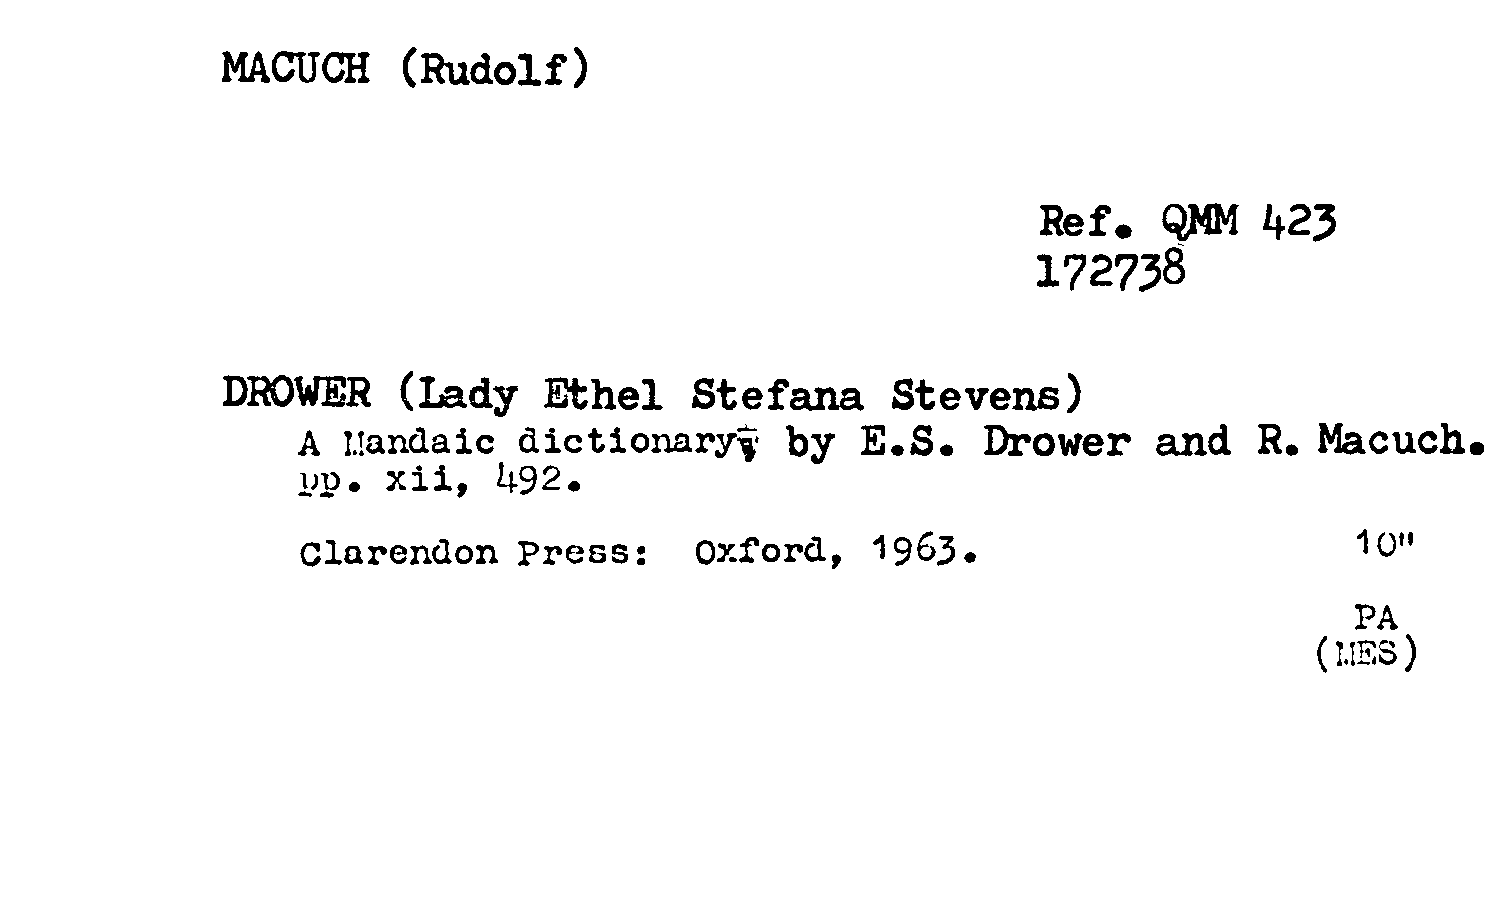 MACUCH (Rudolf)
Ref. QMM 423
172738
DROWER (Lady Ethel Stefana Stevens)
A Mandaic dictionary, by E.S. Drower and R. Macuch.
pp. xii, 492.
Clarendon Press: Oxford, 1963.
10"
PA
(MES)